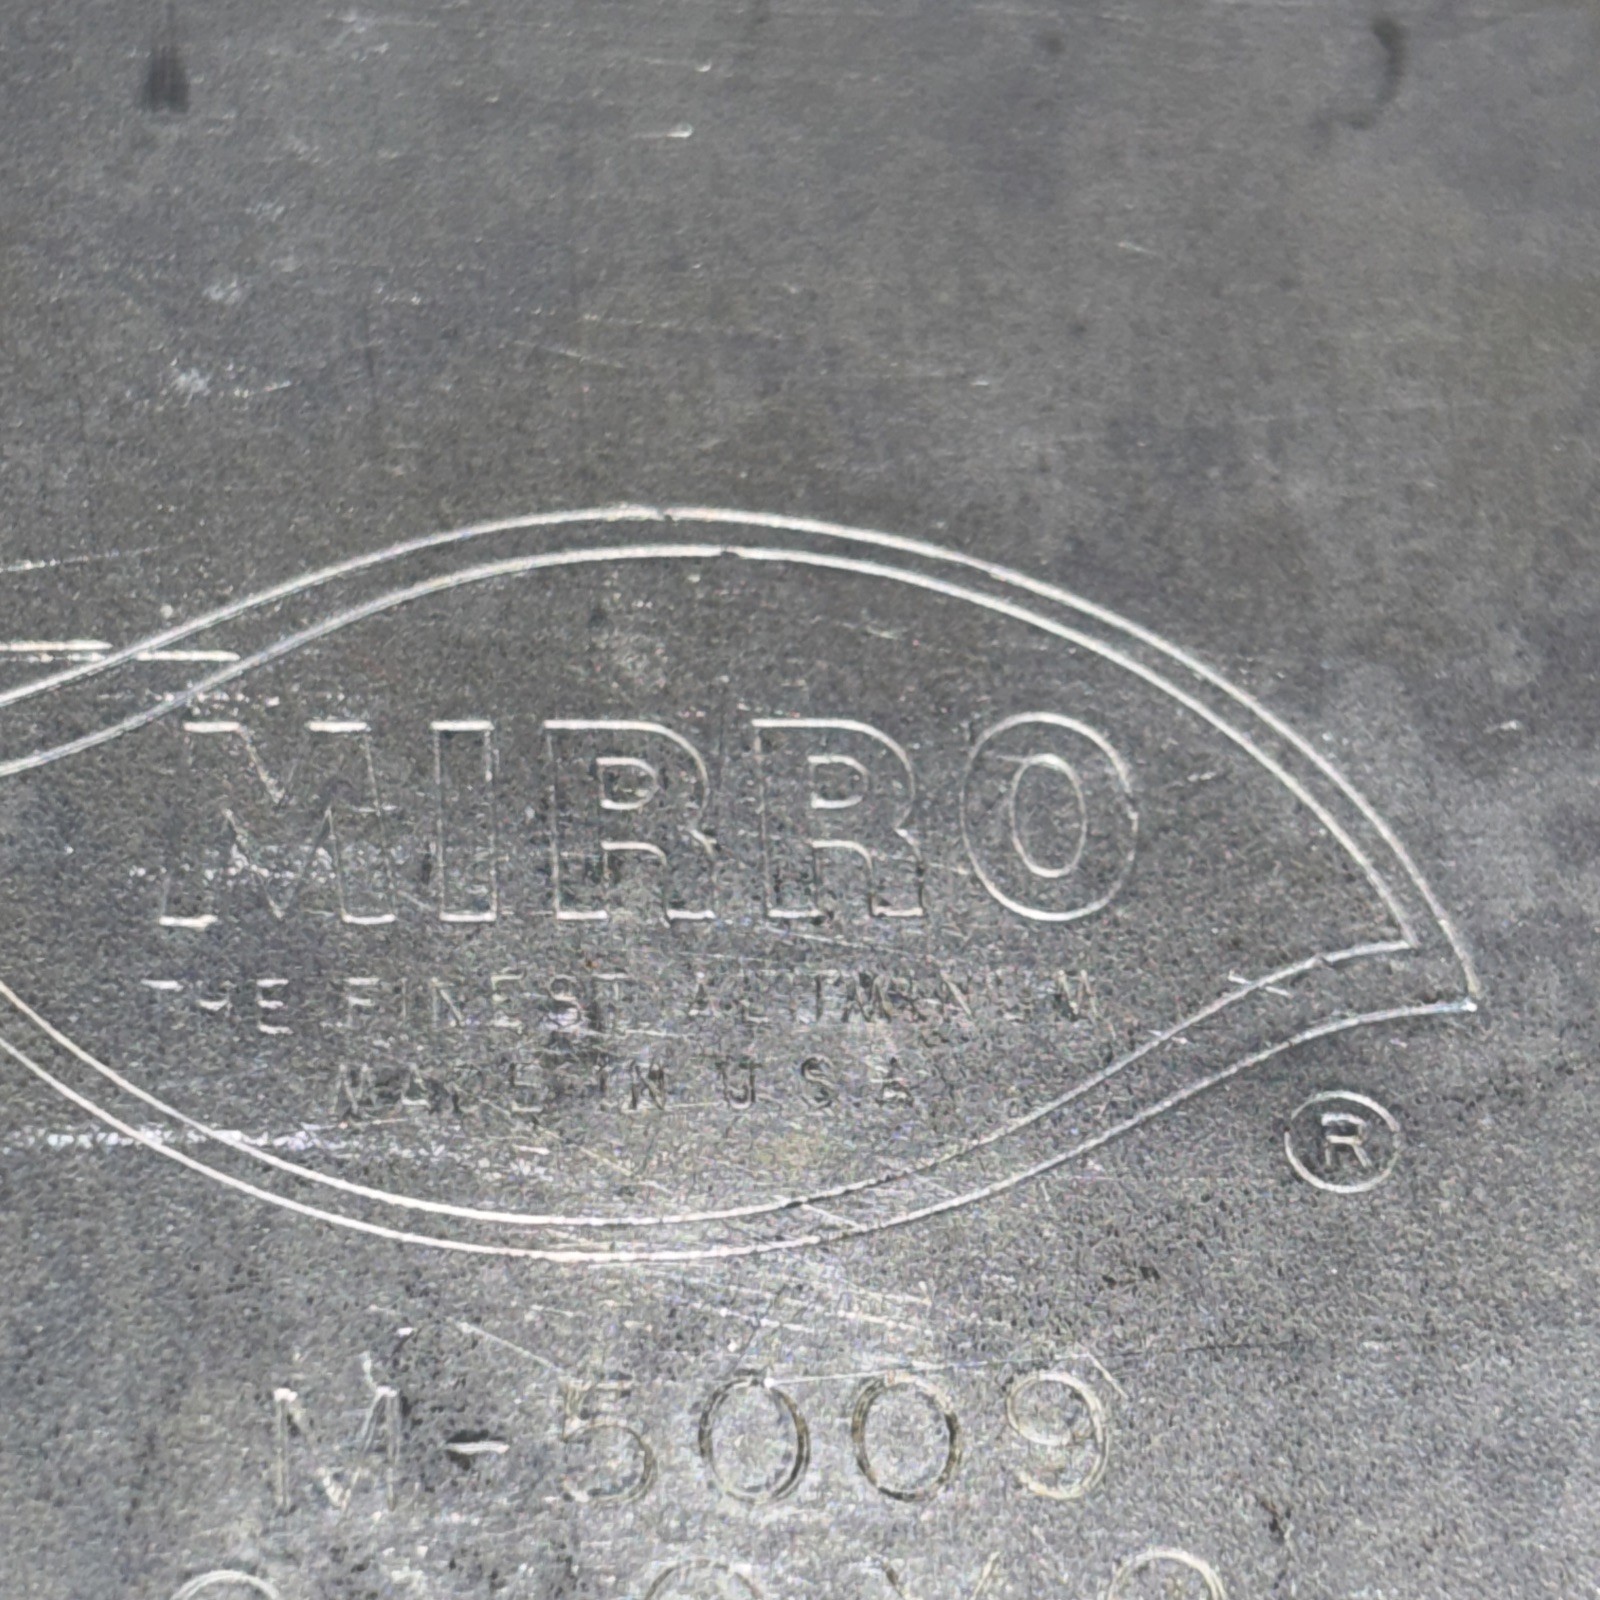 MIRRO
THE FINEST ALUMINUM
MADE IN U S A
®
M-5009